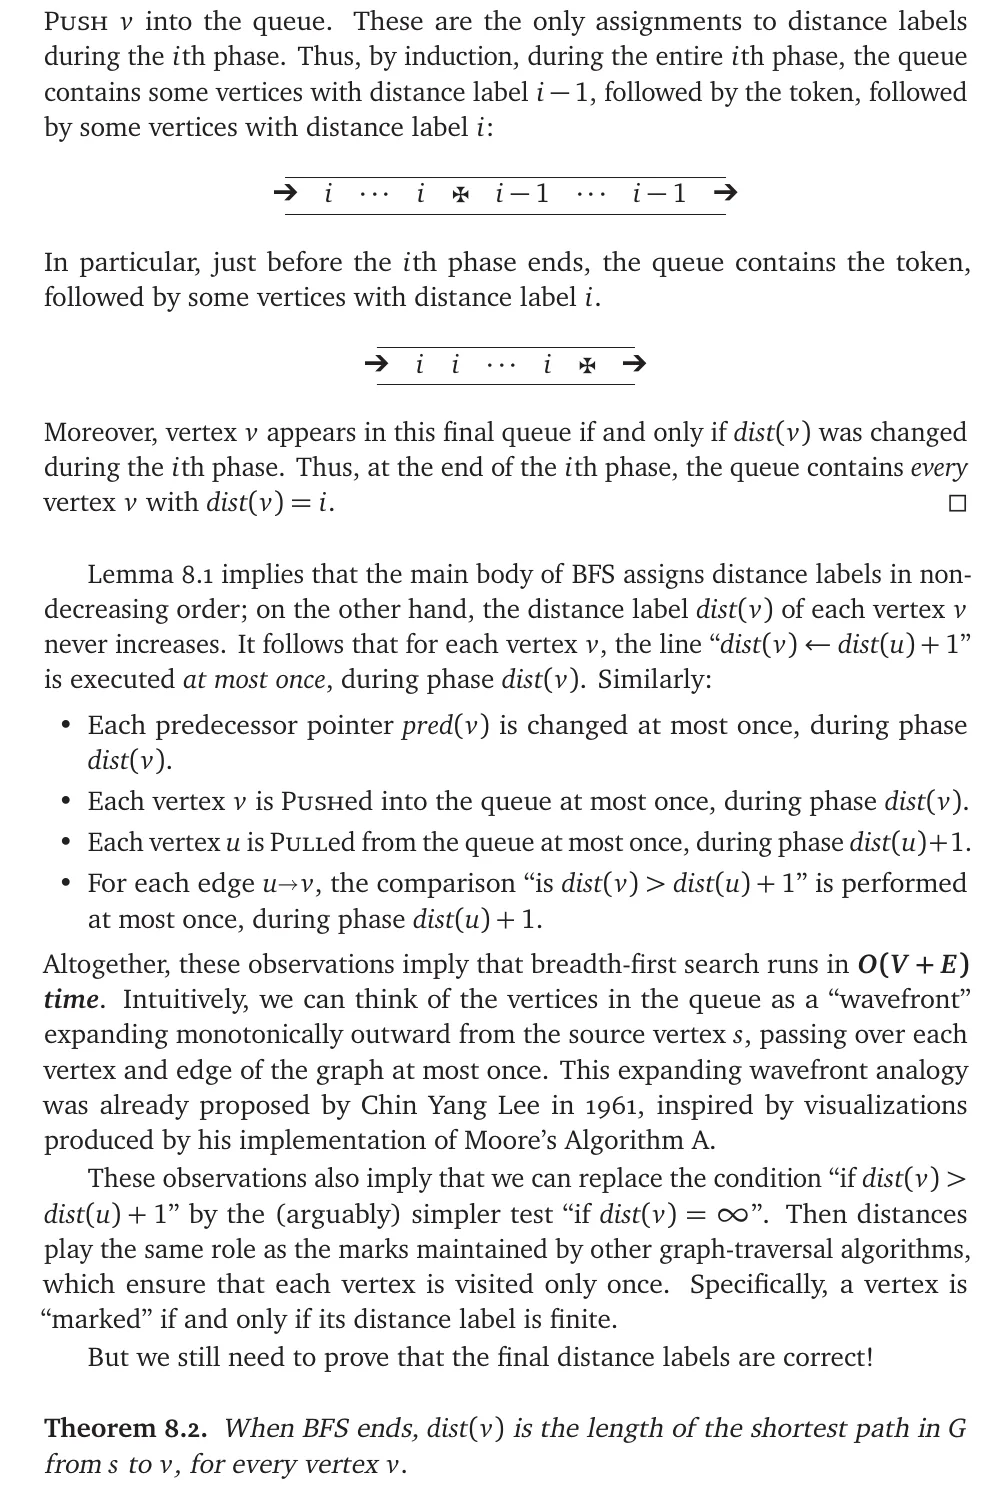 PUSH v into the queue. These are the only assignments to distance labels
during the ith phase. Thus, by induction, during the entire ith phase, the queue
contains some vertices with distance label i − 1, followed by the token, followed
by some vertices with distance label i:
➔ i ··· i ✠ i − 1 ··· i − 1 ➔
In particular, just before the ith phase ends, the queue contains the token,
followed by some vertices with distance label i.
➔ i i ··· i ✠ ➔
Moreover, vertex v appears in this final queue if and only if dist(v) was changed
during the ith phase. Thus, at the end of the ith phase, the queue contains every
vertex v with dist(v) = i. □
Lemma 8.1 implies that the main body of BFS assigns distance labels in non-
decreasing order; on the other hand, the distance label dist(v) of each vertex v
never increases. It follows that for each vertex v, the line “dist(v) ← dist(u) + 1”
is executed at most once, during phase dist(v). Similarly:
• Each predecessor pointer pred(v) is changed at most once, during phase
dist(v).
• Each vertex v is PUSHed into the queue at most once, during phase dist(v).
• Each vertex u is PULLed from the queue at most once, during phase dist(u)+1.
• For each edge u→v, the comparison “is dist(v) > dist(u) + 1” is performed
at most once, during phase dist(u) + 1.
Altogether, these observations imply that breadth-first search runs in O(V + E)
time. Intuitively, we can think of the vertices in the queue as a “wavefront”
expanding monotonically outward from the source vertex s, passing over each
vertex and edge of the graph at most once. This expanding wavefront analogy
was already proposed by Chin Yang Lee in 1961, inspired by visualizations
produced by his implementation of Moore’s Algorithm A.
These observations also imply that we can replace the condition “if dist(v) >
dist(u) + 1” by the (arguably) simpler test “if dist(v) = ∞”. Then distances
play the same role as the marks maintained by other graph-traversal algorithms,
which ensure that each vertex is visited only once. Specifically, a vertex is
“marked” if and only if its distance label is finite.
But we still need to prove that the final distance labels are correct!
Theorem 8.2. When BFS ends, dist(v) is the length of the shortest path in G
from s to v, for every vertex v.